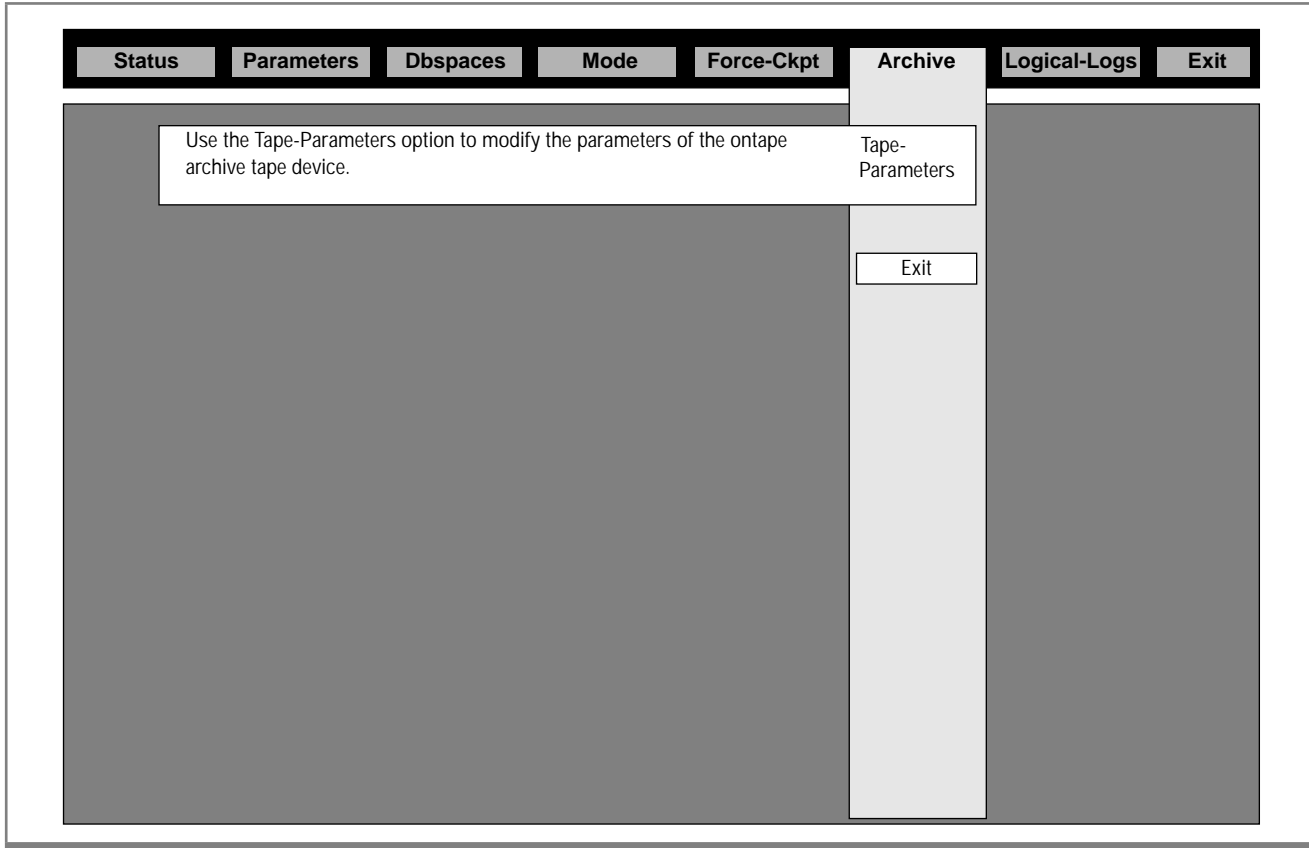 Status Parameters Dbspaces Mode Force-Ckpt Archive Logical-Logs Exit
Use the Tape-Parameters option to modify the parameters of the ontape
archive tape device.
Tape-
Parameters
Exit